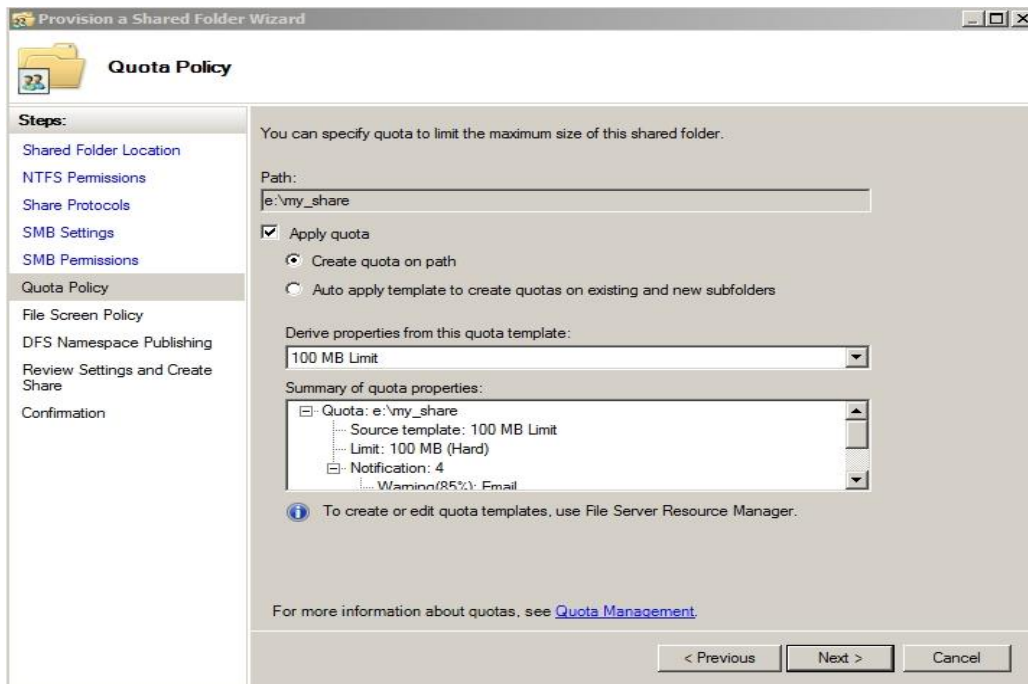 Provision a Shared Folder Wizard
Quota Policy
Steps:
Shared Folder Location
NTFS Permissions
Share Protocols
SMB Settings
SMB Permissions
Quota Policy
File Screen Policy
DFS Namespace Publishing
Review Settings and Create
Share
Confirmation
You can specify quota to limit the maximum size of this shared folder.
Path:
e:\my_share
Apply quota
Create quota on path
Auto apply template to create quotas on existing and new subfolders
Derive properties from this quota template:
100 MB Limit
Summary of quota properties:
Quota: e:\my_share
Source template: 100 MB Limit
Limit: 100 MB (Hard)
Notification: 4
Warning(85%): Email
To create or edit quota templates, use File Server Resource Manager.
For more information about quotas, see Quota Management.
< Previous
Next >
Cancel